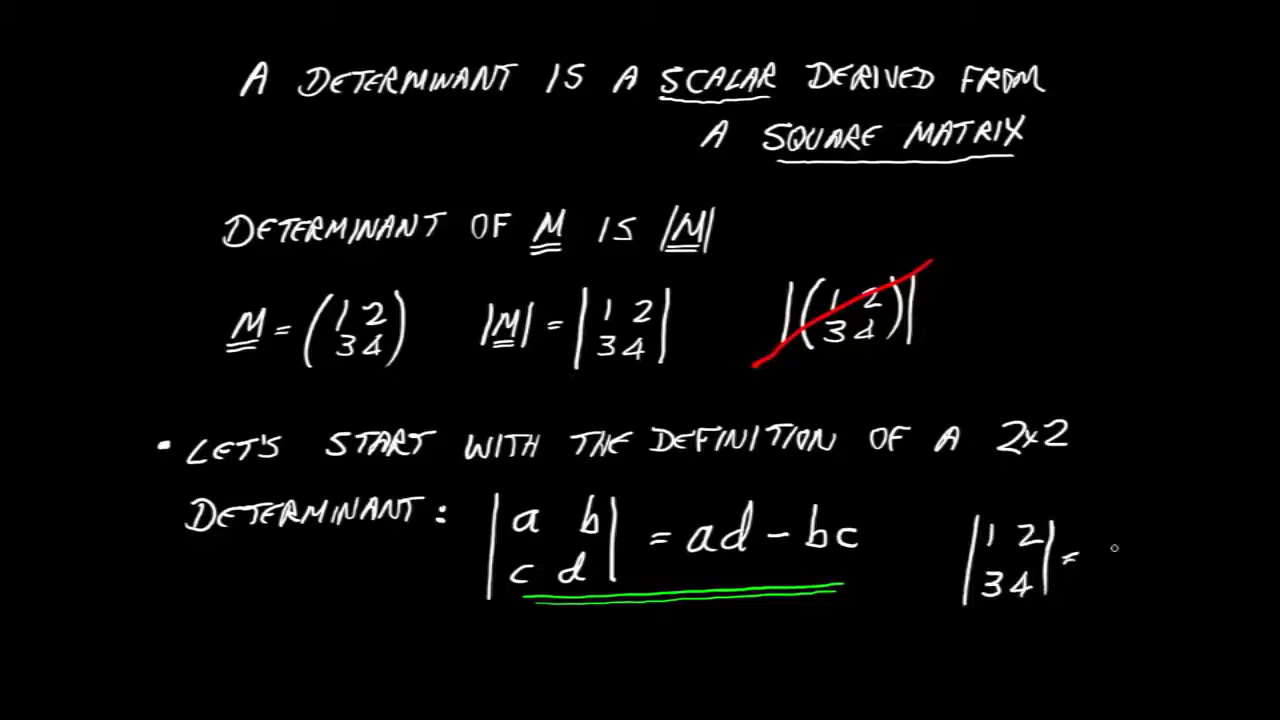 A DETERMINANT IS A SCALAR DERIVED FROM
A SQUARE MATRIX
DETERMINANT OF M IS |M|
M = (1 2 3 4) |M| = |1 2 3 4| |(1 2 3 4)|
• LET'S START WITH THE DEFINITION OF A 2x2
DETERMINANT: |a b c d| = ad - bc |1 2 3 4| =